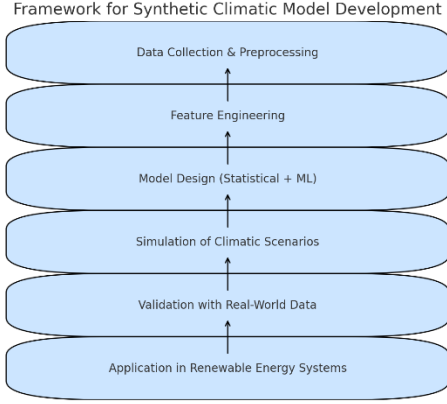 Framework for Synthetic Climatic Model Development
Data Collection & Preprocessing
Feature Engineering
Model Design (Statistical + ML)
Simulation of Climatic Scenarios
Validation with Real-World Data
Application in Renewable Energy Systems